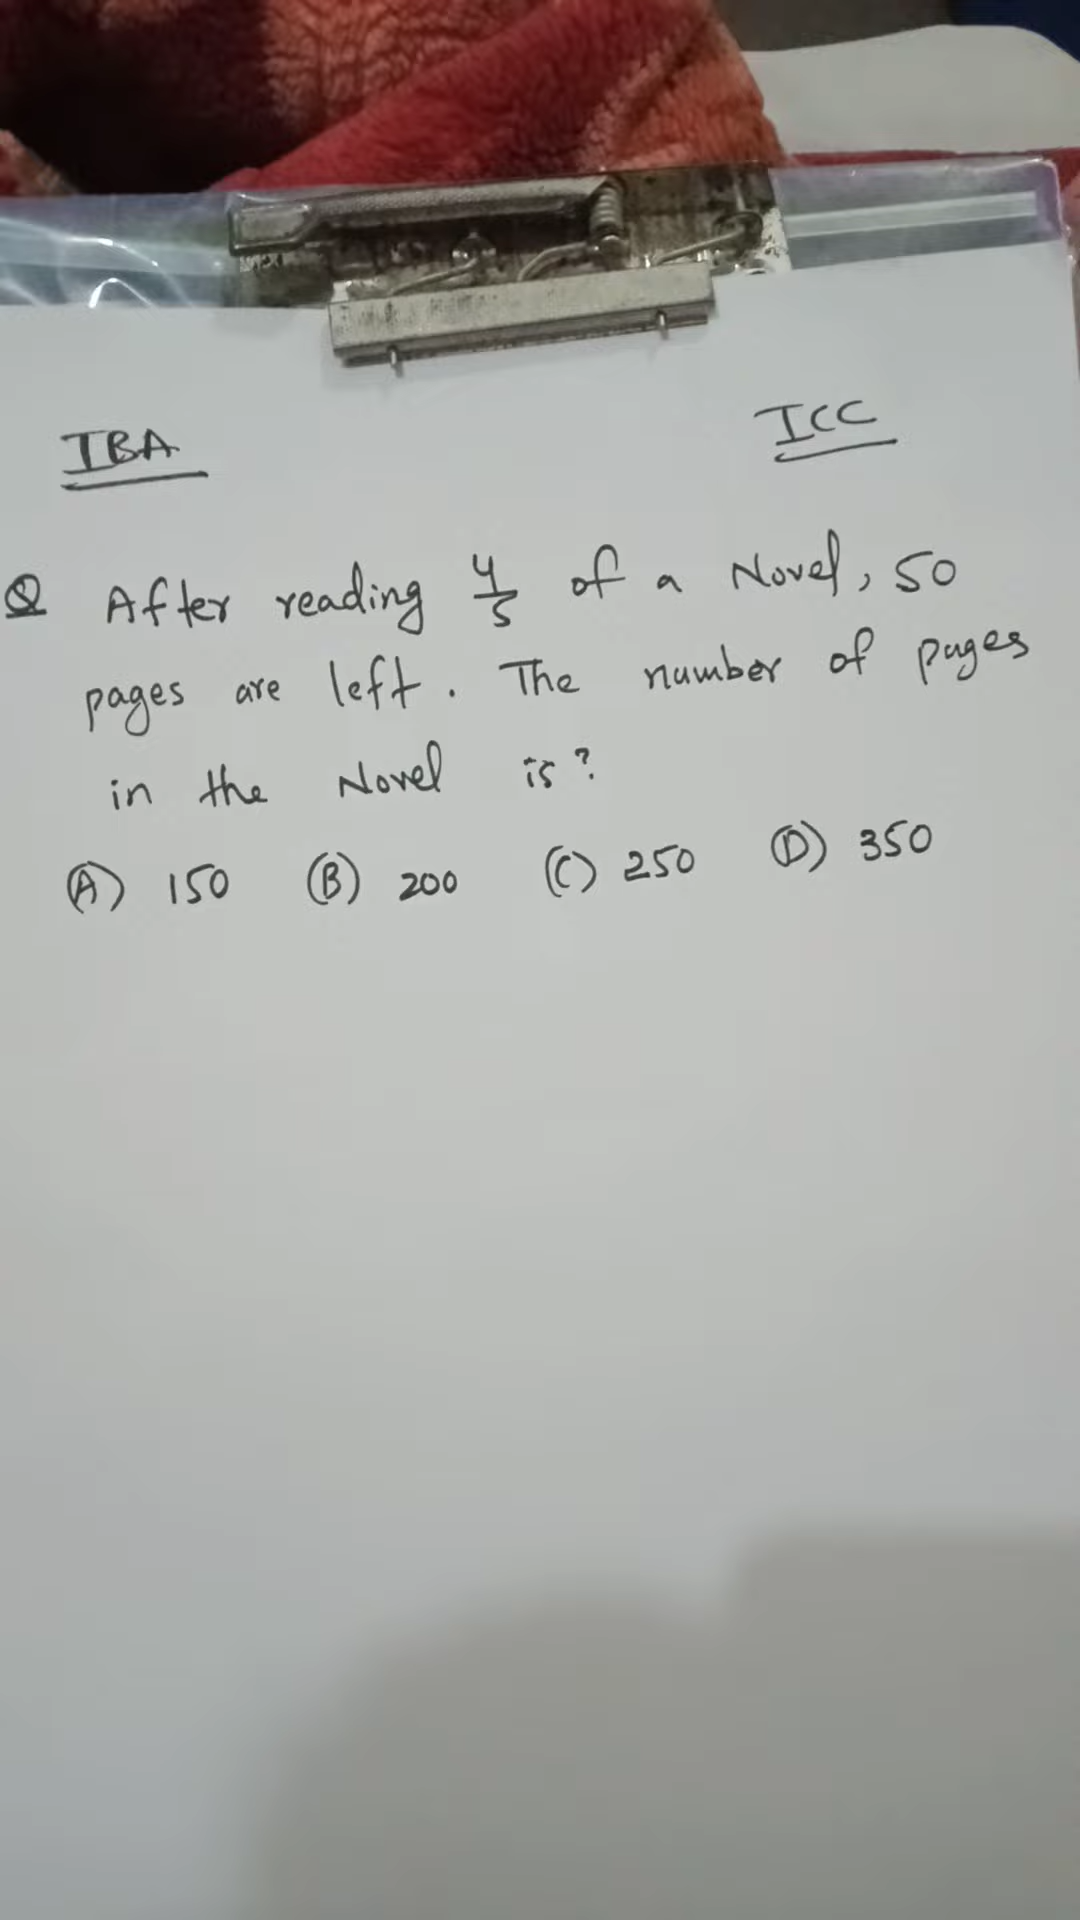 IBA
ICC
Q After reading 4/5 of a Novel, 50
pages are left. The number of pages
in the Novel is?
(A) 150 (B) 200 (C) 250 (D) 350